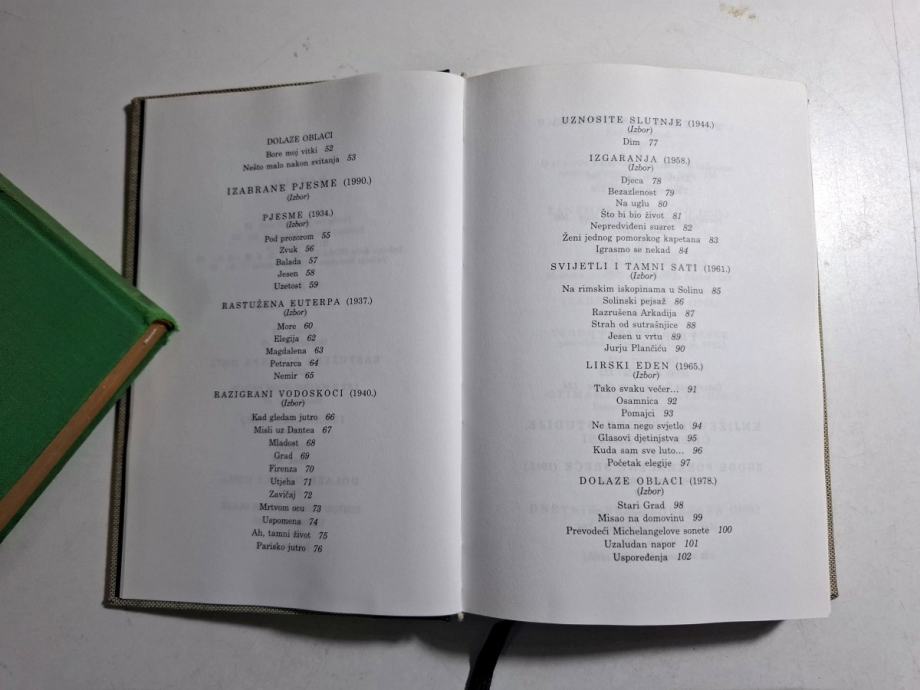 DOLAZE OBLACI
Bore moj vitki 52
Nešto malo nakon svitanja 53
IZABRANE PJESME (1990.)
(Izbor)
PJESME (1934.)
(Izbor)
Pod prozorom 55
Zvuk 56
Balada 57
Jesen 58
Uzetost 59
RASTUŽENA EUTERPA (1937.)
(Izbor)
More 60
Elegija 62
Magdalena 63
Petrarca 64
Nemir 65
RAZIGRANI VODOSKOCI (1940.)
(Izbor)
Kad gledam jutro 66
Misli uz Dantea 67
Mladost 68
Grad 69
Firenza 70
Utjeha 71
Zavičaj 72
Mrtvom ocu 73
Uspomena 74
Ah, tamni život 75
Parisko jutro 76
UZNOSITE SLUTNJE (1944.)
(Izbor)
Dim 77
IZGARANJA (1958.)
(Izbor)
Djeca 78
Bezazlenost 79
Na uglu 80
Što bi bio život 81
Nepredviđeni susret 82
Ženi jednog pomorskog kapetana 83
Igrasmo se nekad 84
SVIJETLI I TAMNI SATI (1961.)
(Izbor)
Na rimskim iskopinama u Solinu 85
Solinski pejsaž 86
Razrušena Arkadija 87
Strah od sutrašnjice 88
Jesen u vrtu 89
Jurju Plančiću 90
LIRSKI EDEN (1965.)
(Izbor)
Tako svaku večer... 91
Osamnica 92
Pomajci 93
Ne tama nego svjetlo 94
Glasovi djetinjstva 95
Kuda sam sve luto... 96
Početak elegije 97
DOLAZE OBLACI (1978.)
(Izbor)
Stari Grad 98
Misao na domovinu 99
Prevodeći Michelangelove sonete 100
Uzaludan napor 101
Uspoređenja 102